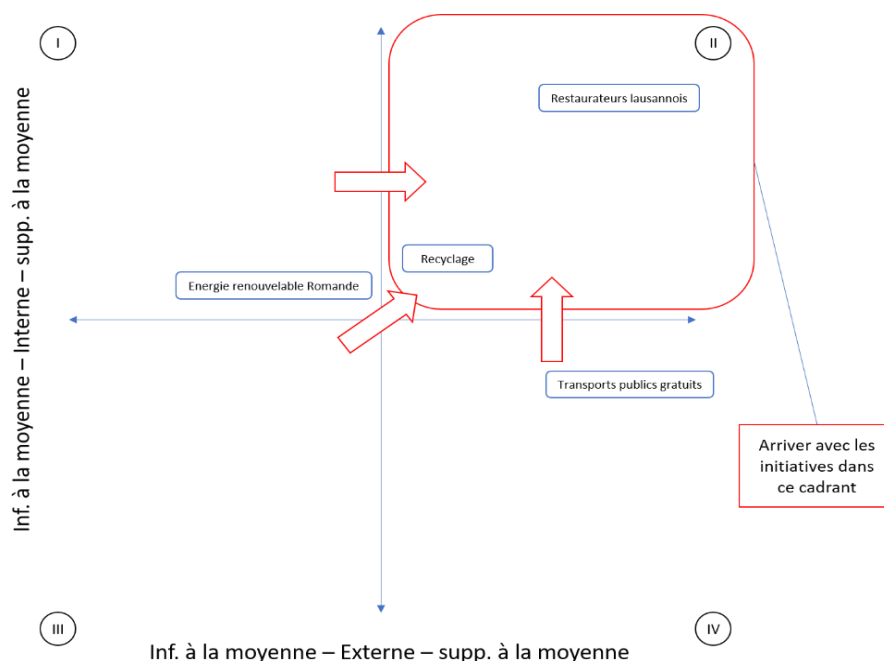 I
II
Restaurateurs lausannois
Inf. à la moyenne – Interne – supp. à la moyenne
Recyclage
Energie renouvelable Romande
Transports publics gratuits
Arriver avec les
initiatives dans
ce cadrant
III
IV
Inf. à la moyenne – Externe – supp. à la moyenne